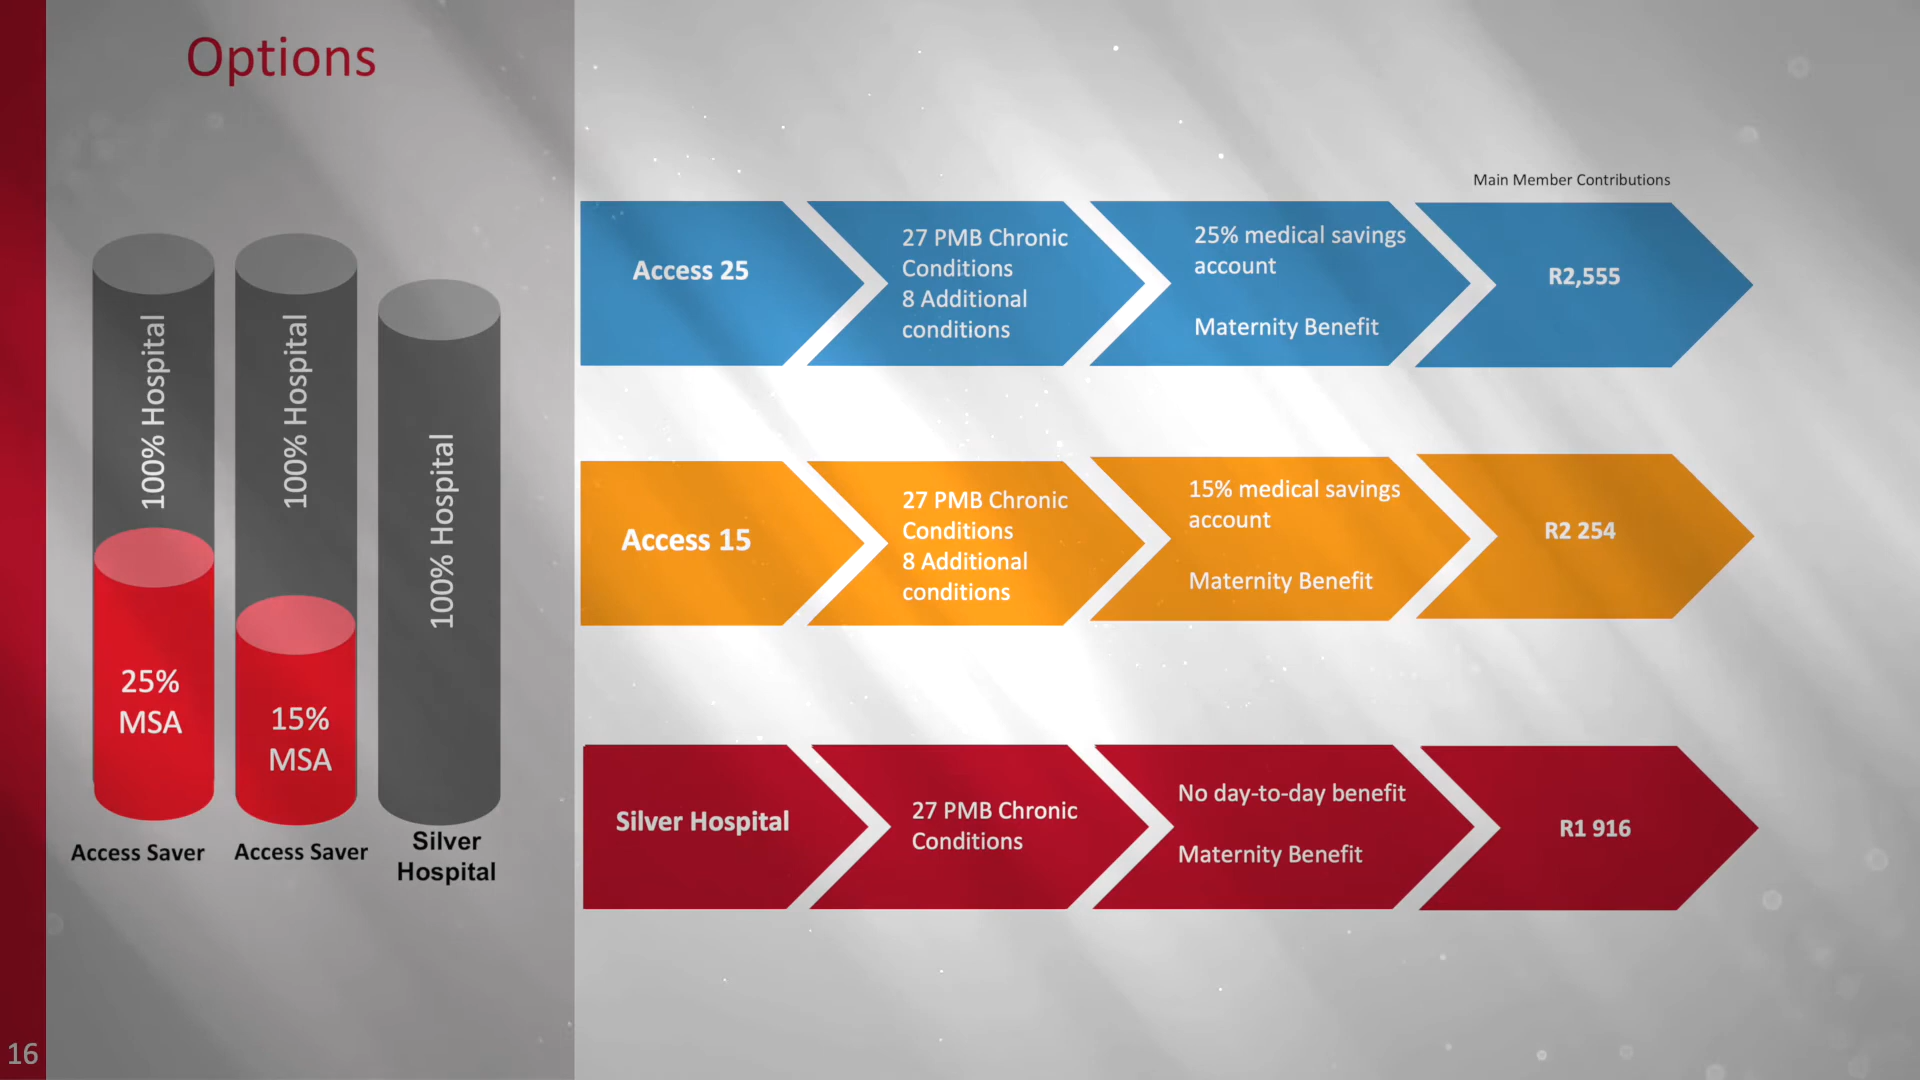 Options
100% Hospital
25%
MSA
Access Saver
100% Hospital
15%
MSA
Access Saver
100% Hospital
Silver
Hospital
Main Member Contributions
Access 25
27 PMB Chronic
Conditions
8 Additional
conditions
25% medical savings
account
Maternity Benefit
R2,555
Access 15
27 PMB Chronic
Conditions
8 Additional
conditions
15% medical savings
account
Maternity Benefit
R2 254
Silver Hospital
27 PMB Chronic
Conditions
No day-to-day benefit
Maternity Benefit
R1 916
16